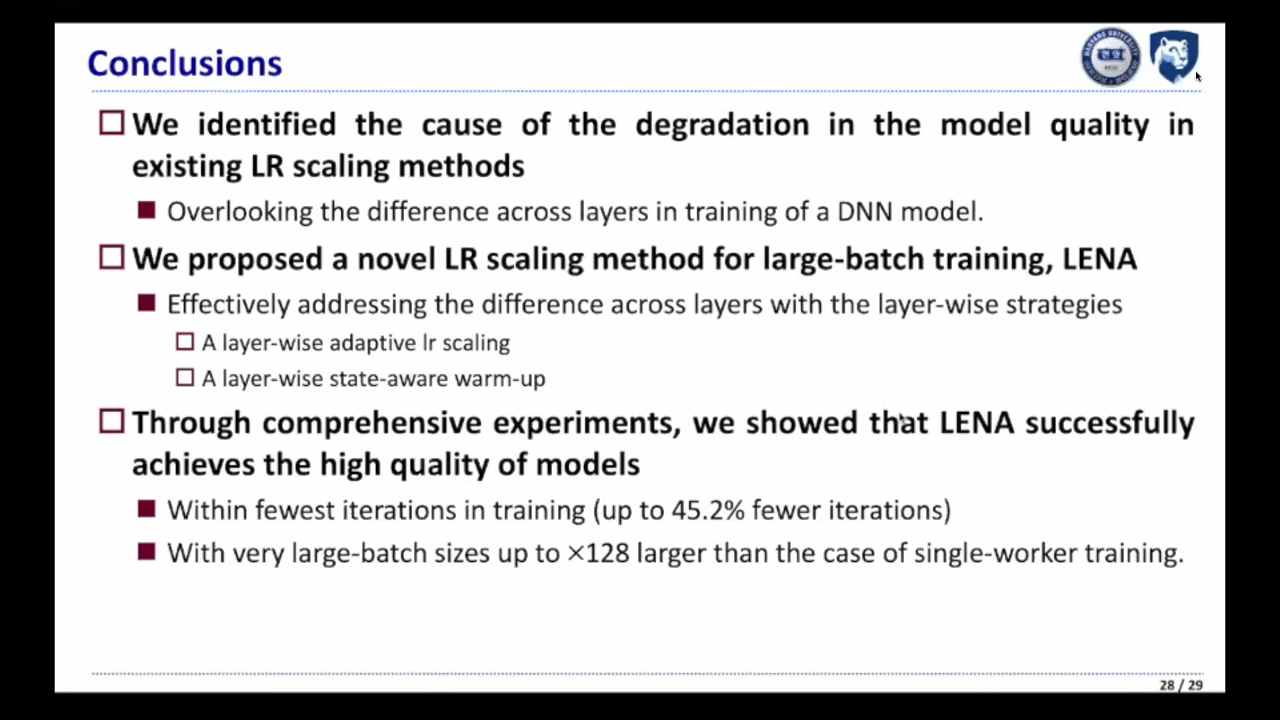 Conclusions
We identified the cause of the degradation in the model quality in
existing LR scaling methods
Overlooking the difference across layers in training of a DNN model.
We proposed a novel LR scaling method for large-batch training, LENA
Effectively addressing the difference across layers with the layer-wise strategies
A layer-wise adaptive lr scaling
A layer-wise state-aware warm-up
Through comprehensive experiments, we showed that LENA successfully
achieves the high quality of models
Within fewest iterations in training (up to 45.2% fewer iterations)
With very large-batch sizes up to ×128 larger than the case of single-worker training.
28 / 29